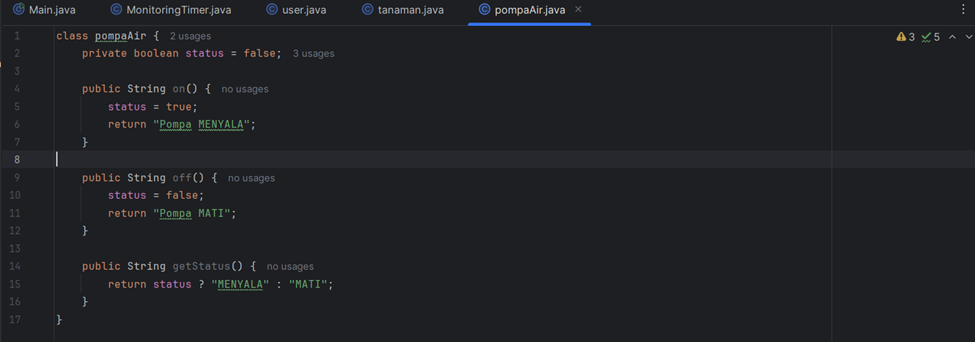 Main.java MonitoringTimer.java user.java tanaman.java pompaAir.java
1 class pompaAir { 2 usages
3 5
2 private boolean status = false; 3 usages
3
4 public String on() { no usages
5 status = true;
6 return "Pompa MENYALA";
7 }
8
9 public String off() { no usages
10 status = false;
11 return "Pompa MATI";
12 }
13
14 public String getStatus() { no usages
15 return status ? "MENYALA" : "MATI";
16 }
17 }